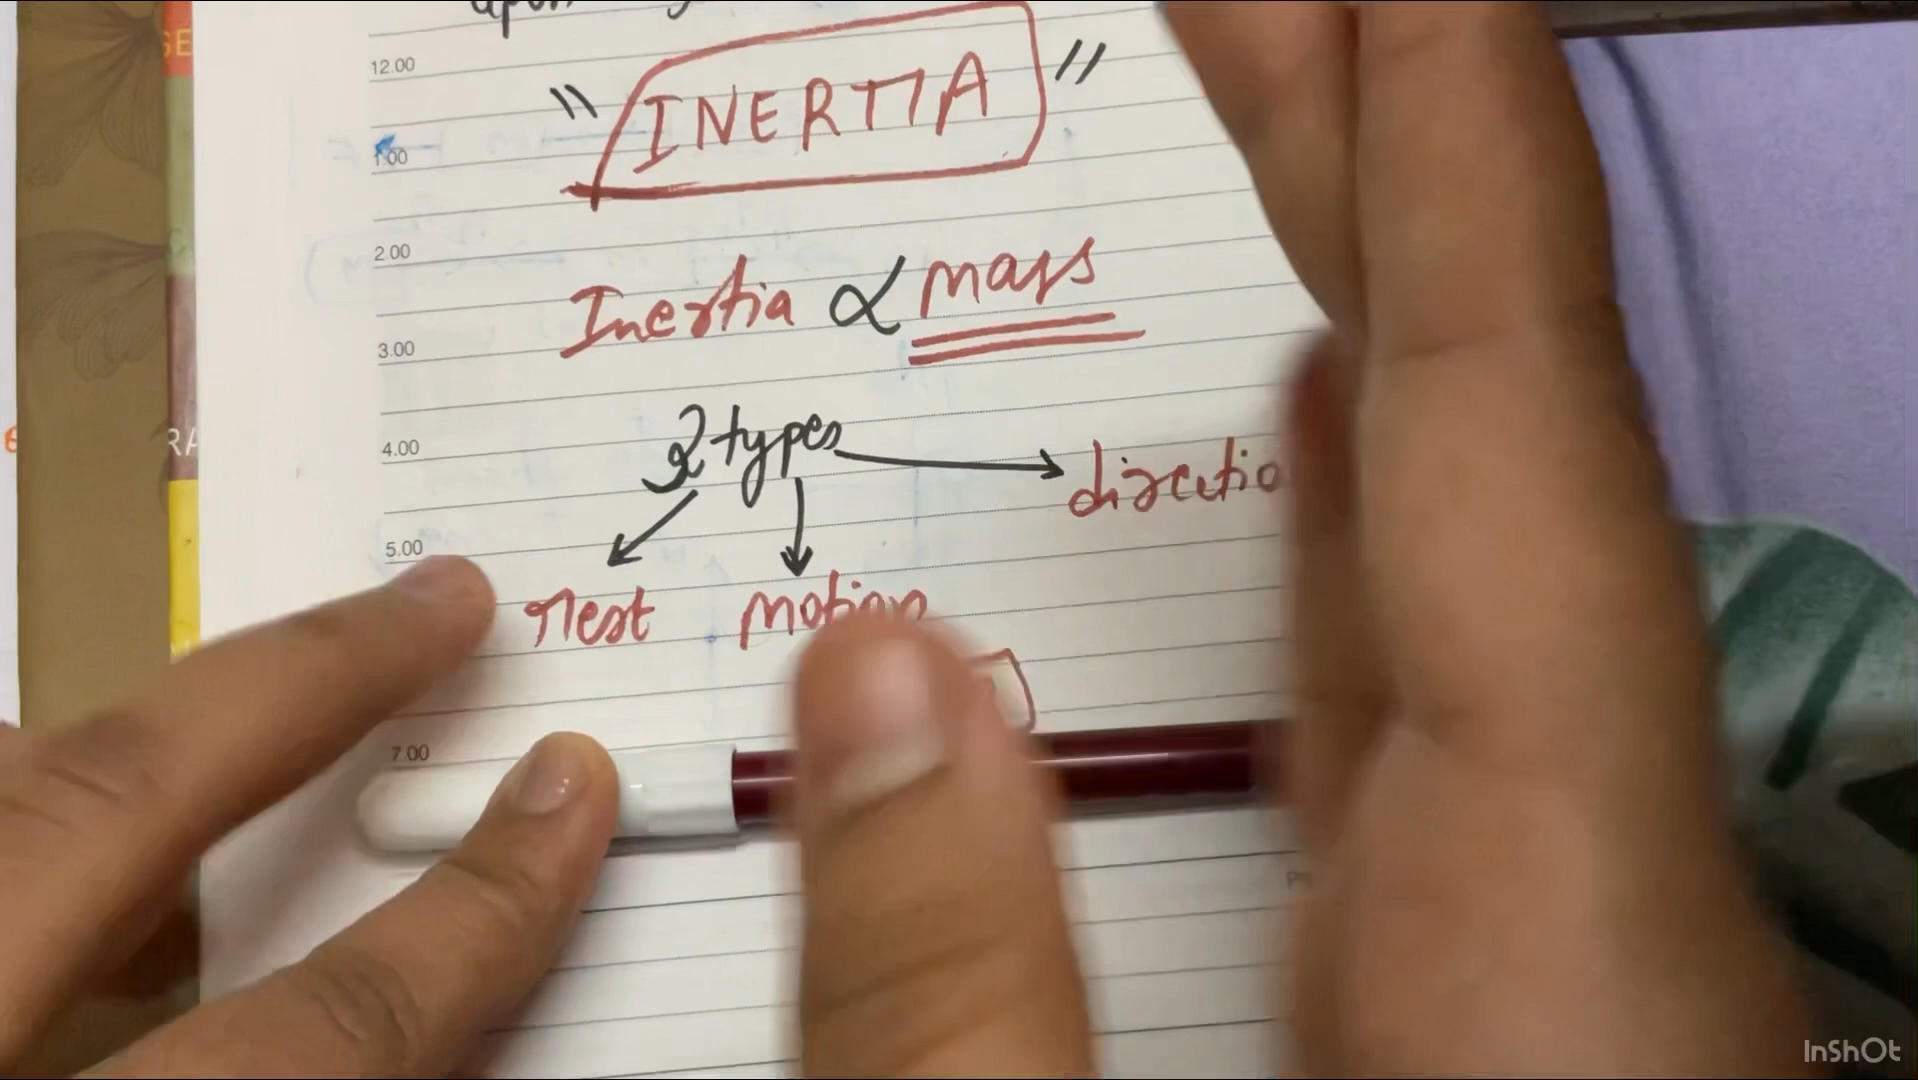 12.00
"INERTIA"
1.00
2.00
Inertia ∝ mass
3.00
4.00
2 types
directio
5.00
rest motion
7.00
InShOt